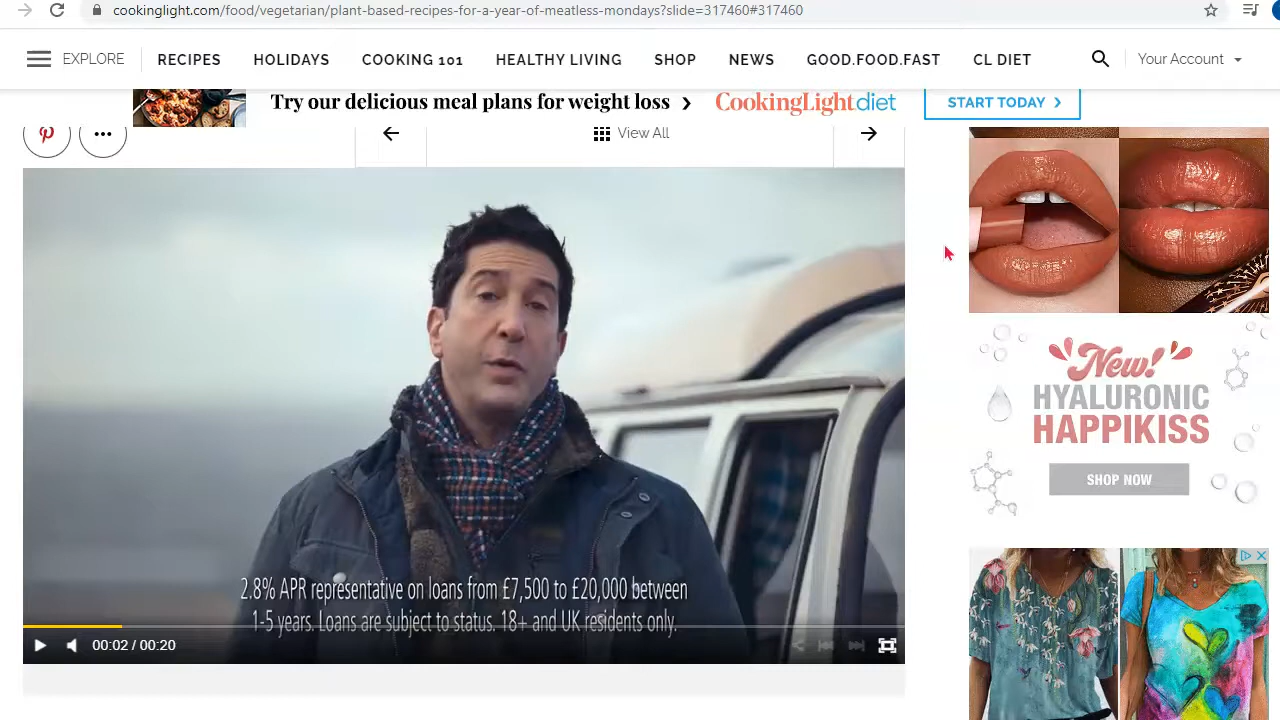 cookinglight.com/food/vegetarian/plant-based-recipes-for-a-year-of-meatless-mondays?slide=317460#317460
EXPLORE RECIPES HOLIDAYS COOKING 101 HEALTHY LIVING SHOP NEWS GOOD.FOOD.FAST CL DIET Your Account
Try our delicious meal plans for weight loss CookingLight diet START TODAY
View All
2.8% APR representative on loans from £7,500 to £20,000 between
1-5 years. Loans are subject to status. 18+ and UK residents only.
00:02 / 00:20
New!
HYALURONIC
HAPPIKISS
SHOP NOW